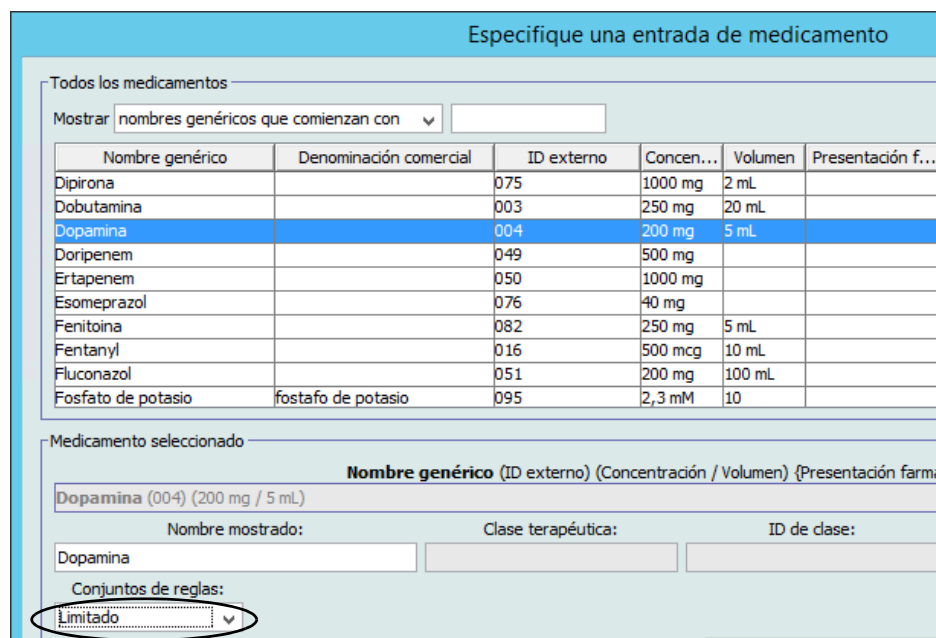 Especifique una entrada de medicamento
Todos los medicamentos
Mostrar nombres genéricos que comienzan con
Nombre genérico Denominación comercial ID externo Concen... Volumen Presentación f...
Dipirona 075 1000 mg 2 mL
Dobutamina 003 250 mg 20 mL
Dopamina 004 200 mg 5 mL
Doripenem 049 500 mg
Ertapenem 050 1000 mg
Esomeprazol 076 40 mg
Fenitoina 082 250 mg 5 mL
Fentanyl 016 500 mcg 10 mL
Fluconazol 051 200 mg 100 mL
Fosfato de potasio fostafo de potasio 095 2,3 mM 10
Medicamento seleccionado
Nombre genérico (ID externo) (Concentración / Volumen) {Presentación farma
Dopamina (004) (200 mg / 5 mL)
Nombre mostrado: Clase terapéutica: ID de clase:
Dopamina
Conjuntos de reglas:
Limitado